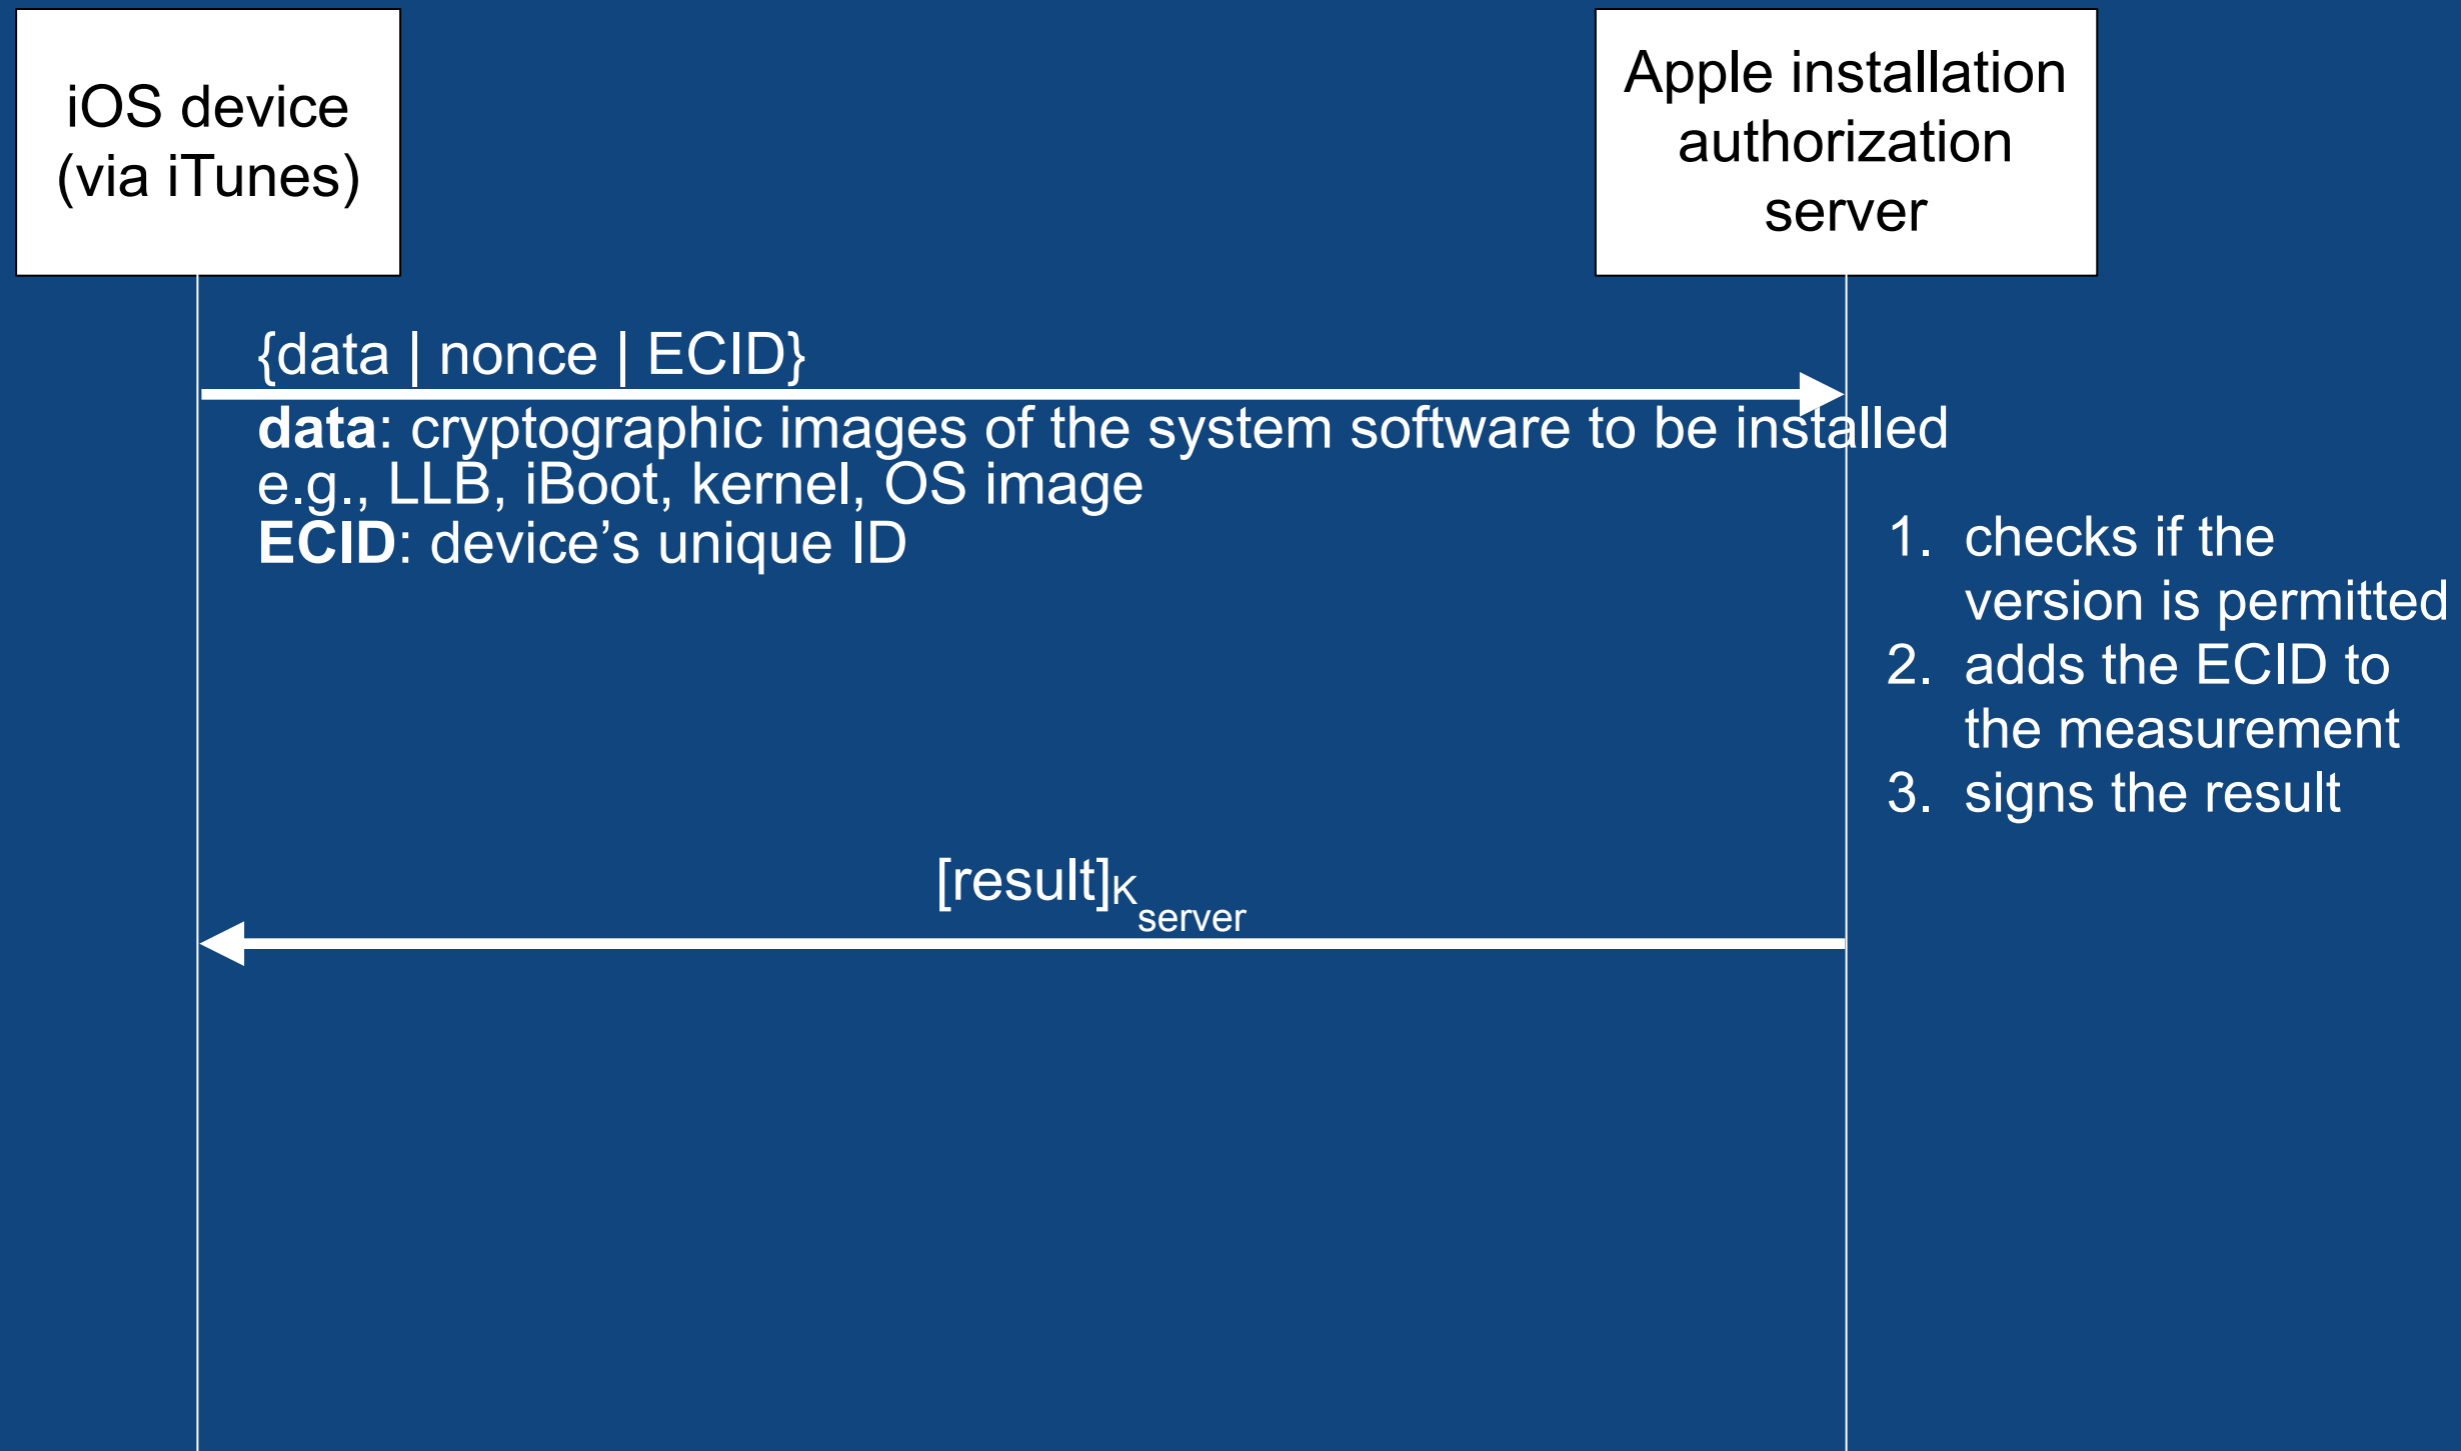 iOS device
(via iTunes)
Apple installation
authorization
server
{data | nonce | ECID}
data: cryptographic images of the system software to be installed
e.g., LLB, iBoot, kernel, OS image
ECID: device’s unique ID
1. checks if the
version is permitted
2. adds the ECID to
the measurement
3. signs the result
[result]K server